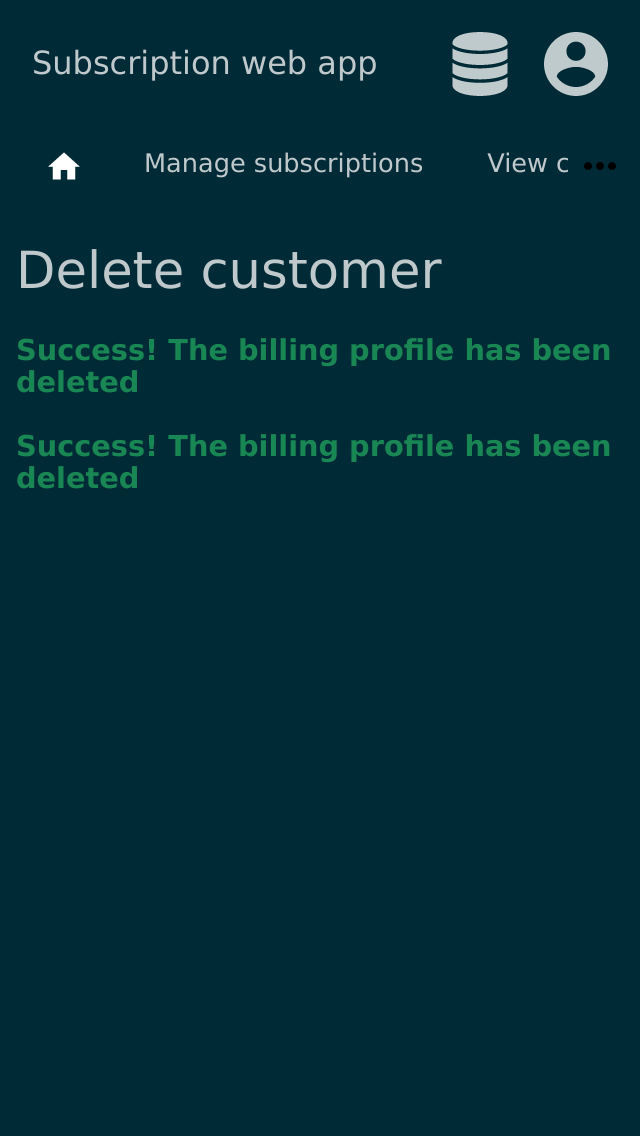 Subscription web app
Manage subscriptions
View c
Delete customer
Success! The billing profile has been
deleted
Success! The billing profile has been
deleted